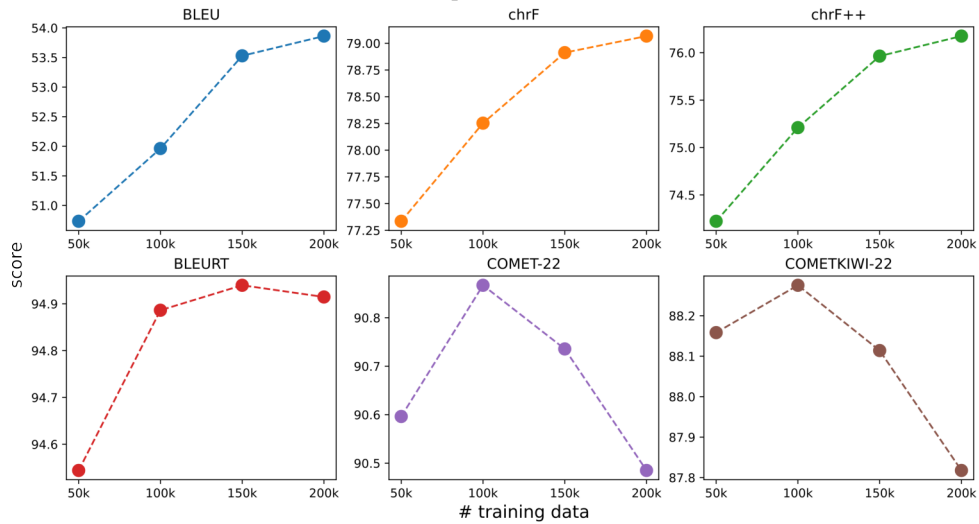 BLEU
chrF
chrF++
54.0
53.5
53.0
52.5
52.0
51.5
51.0
50k 100k 150k 200k
79.00
78.75
78.50
78.25
78.00
77.75
77.50
77.25
50k 100k 150k 200k
76.0
75.5
75.0
74.5
50k 100k 150k 200k
score
BLEURT
COMET-22
COMETKIWI-22
94.9
94.8
94.7
94.6
50k 100k 150k 200k
90.8
90.7
90.6
90.5
50k 100k 150k 200k
88.2
88.1
88.0
87.9
87.8
50k 100k 150k 200k
# training data